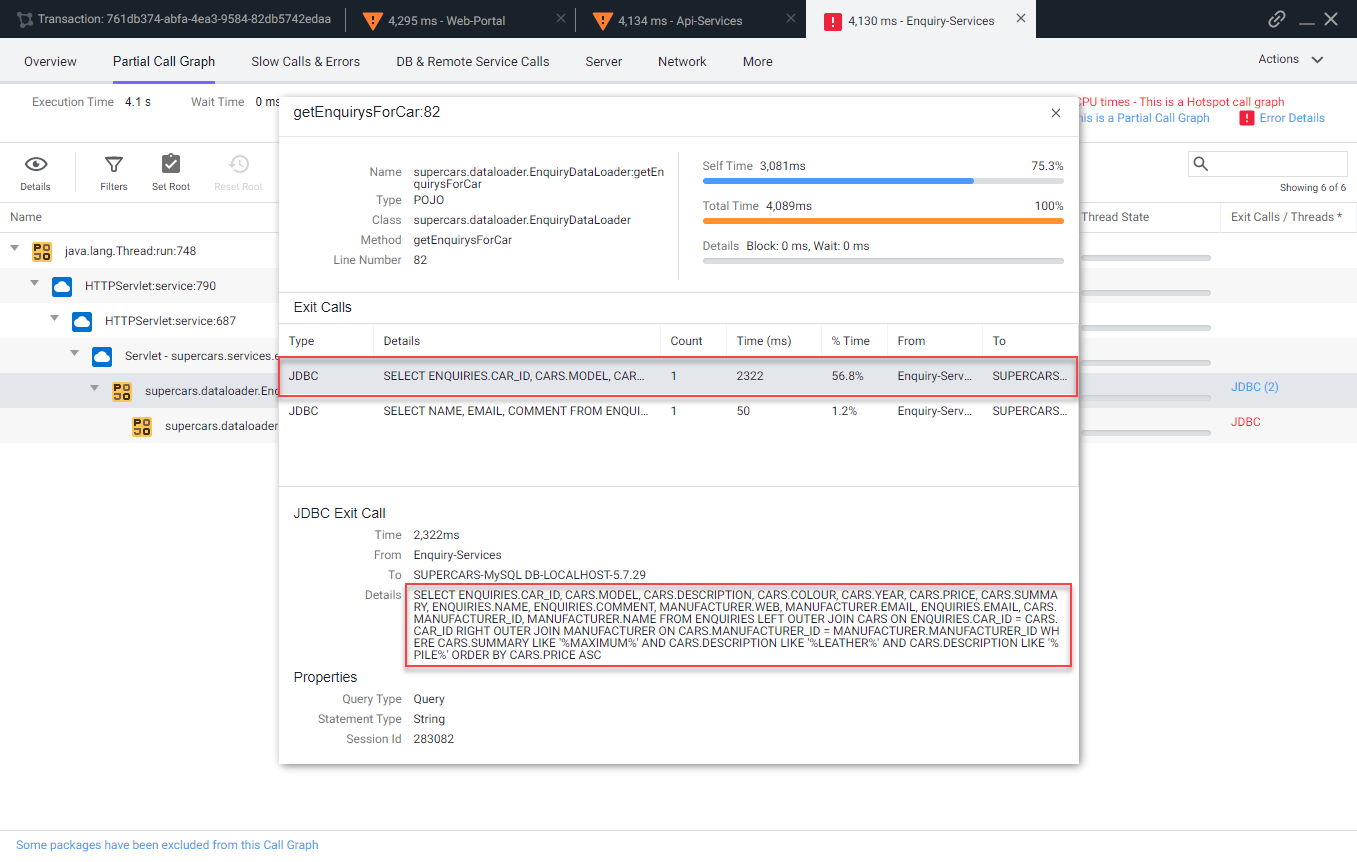 Transaction: 761db374-abfa-4ea3-9584-82db5742edaa
4,295 ms - Web-Portal
4,134 ms - Api-Services
4,130 ms - Enquiry-Services
Overview
Partial Call Graph
Slow Calls & Errors
DB & Remote Service Calls
Server
Network
More
Actions
Execution Time 4.1 s
Wait Time 0 ms
CPU times - This is a Hotspot call graph
his is a Partial Call Graph
Error Details
Details
Filters
Set Root
Reset Root
Showing 6 of 6
Name
Thread State
Exit Calls / Threads *
java.lang.Thread:run:748
HTTPServlet:service:790
HTTPServlet:service:687
Servlet - supercars.services.e
supercars.dataloader.Enq
JDBC (2)
supercars.dataloader
JDBC
getEnquirysForCar:82
Name supercars.dataloader.EnquiryDataLoader:getEn
quirysForCar
Type POJO
Class supercars.dataloader.EnquiryDataLoader
Method getEnquirysForCar
Line Number 82
Self Time 3,081ms 75.3%
Total Time 4,089ms 100%
Details Block: 0 ms, Wait: 0 ms
Exit Calls
Type Details Count Time (ms) % Time From To
JDBC SELECT ENQUIRIES.CAR_ID, CARS.MODEL, CAR... 1 2322 56.8% Enquiry-Serv... SUPERCARS...
JDBC SELECT NAME, EMAIL, COMMENT FROM ENQUI... 1 50 1.2% Enquiry-Serv... SUPERCARS...
JDBC Exit Call
Time 2,322ms
From Enquiry-Services
To SUPERCARS-MySQL DB-LOCALHOST-5.7.29
Details SELECT ENQUIRIES.CAR_ID, CARS.MODEL, CARS.DESCRIPTION, CARS.COLOUR, CARS.YEAR, CARS.PRICE, CARS.SUMMA
RY, ENQUIRIES.NAME, ENQUIRIES.COMMENT, MANUFACTURER.WEB, MANUFACTURER.EMAIL, ENQUIRIES.EMAIL, CARS.
MANUFACTURER_ID, MANUFACTURER.NAME FROM ENQUIRIES LEFT OUTER JOIN CARS ON ENQUIRIES.CAR_ID = CARS.
CAR_ID RIGHT OUTER JOIN MANUFACTURER ON CARS.MANUFACTURER_ID = MANUFACTURER.MANUFACTURER_ID WH
ERE CARS.SUMMARY LIKE '%MAXIMUM%' AND CARS.DESCRIPTION LIKE '%LEATHER%' AND CARS.DESCRIPTION LIKE '%
PILE%' ORDER BY CARS.PRICE ASC
Properties
Query Type Query
Statement Type String
Session Id 283082
Some packages have been excluded from this Call Graph